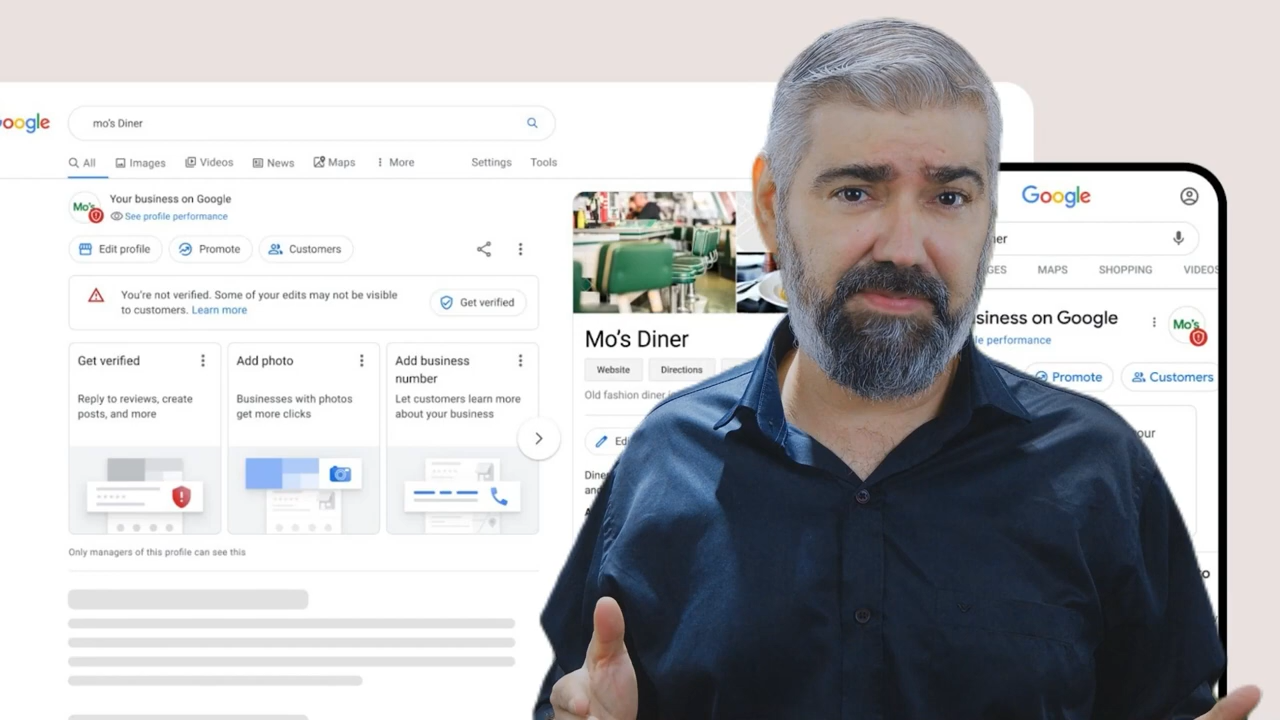 Google
mo's Diner
All
Images
Videos
News
Maps
More
Settings
Tools
Mo's
Your business on Google
See profile performance
Edit profile
Promote
Customers
You're not verified. Some of your edits may not be visible
to customers. Learn more
Get verified
Get verified
Reply to reviews, create
posts, and more
Add photo
Businesses with photos
get more clicks
Add business
number
Let customers learn more
about your business
Only managers of this profile can see this
Mo's Diner
Website
Directions
Old fashion diner
Google
MAPS
SHOPPING
VIDEOS
business on Google
performance
Mo's
Promote
Customers